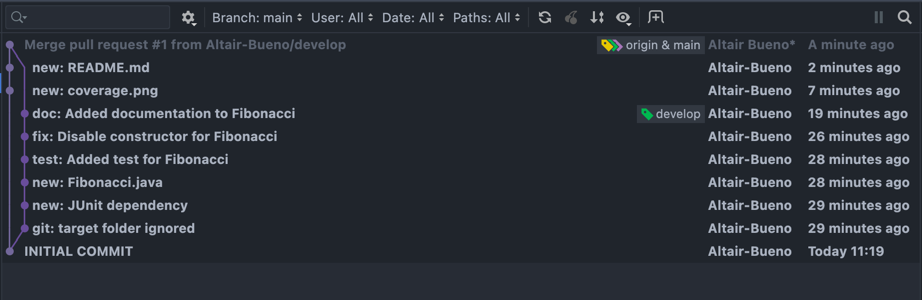 Branch: main User: All Date: All Paths: All
Merge pull request #1 from Altair-Bueno/develop origin & main Altair Bueno* A minute ago
new: README.md Altair-Bueno 2 minutes ago
new: coverage.png Altair-Bueno 7 minutes ago
doc: Added documentation to Fibonacci develop Altair-Bueno 19 minutes ago
fix: Disable constructor for Fibonacci Altair-Bueno 26 minutes ago
test: Added test for Fibonacci Altair-Bueno 28 minutes ago
new: Fibonacci.java Altair-Bueno 28 minutes ago
new: JUnit dependency Altair-Bueno 29 minutes ago
git: target folder ignored Altair-Bueno 29 minutes ago
INITIAL COMMIT Altair-Bueno Today 11:19